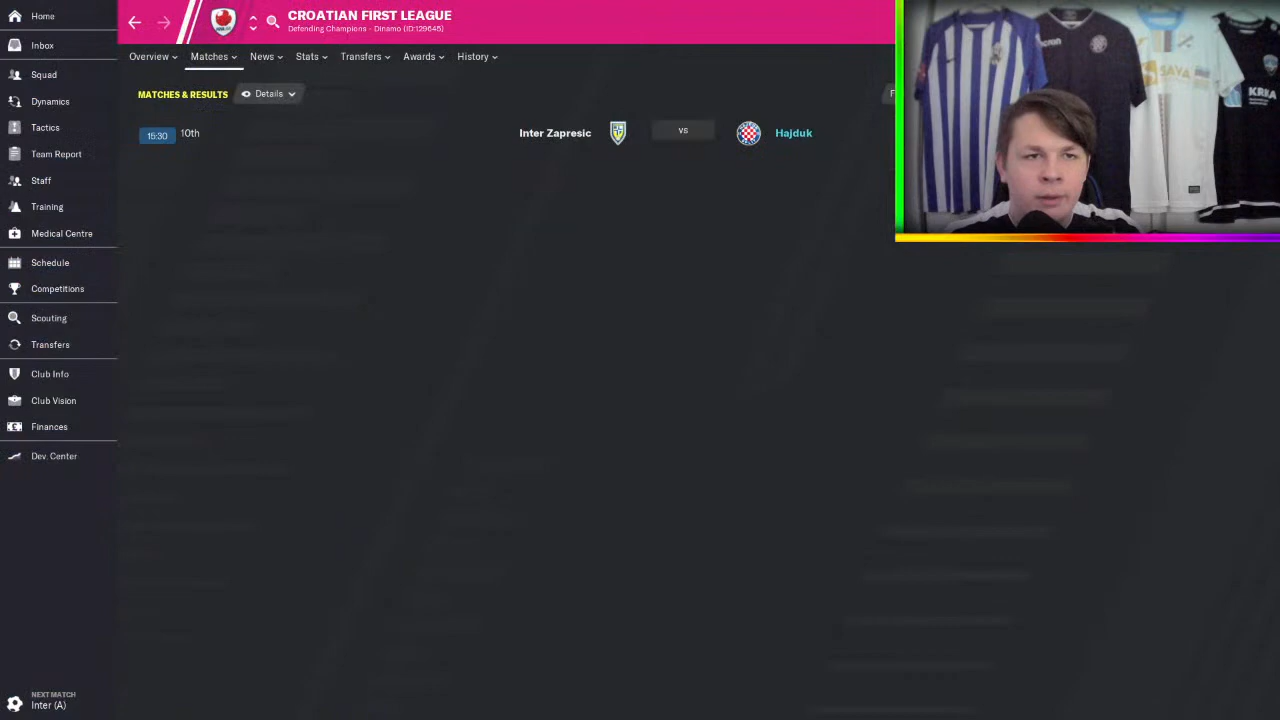 Home
Inbox
Squad
Dynamics
Tactics
Team Report
Staff
Training
Medical Centre
Schedule
Competitions
Scouting
Transfers
Club Info
Club Vision
Finances
Dev. Center
NEXT MATCH
Inter (A)
CROATIAN FIRST LEAGUE
Defending Champions - Dinamo (ID:129645)
Overview Matches News Stats Transfers Awards History
MATCHES & RESULTS Details F
15:30 10th Inter Zapresic vs Hajduk
SAVA